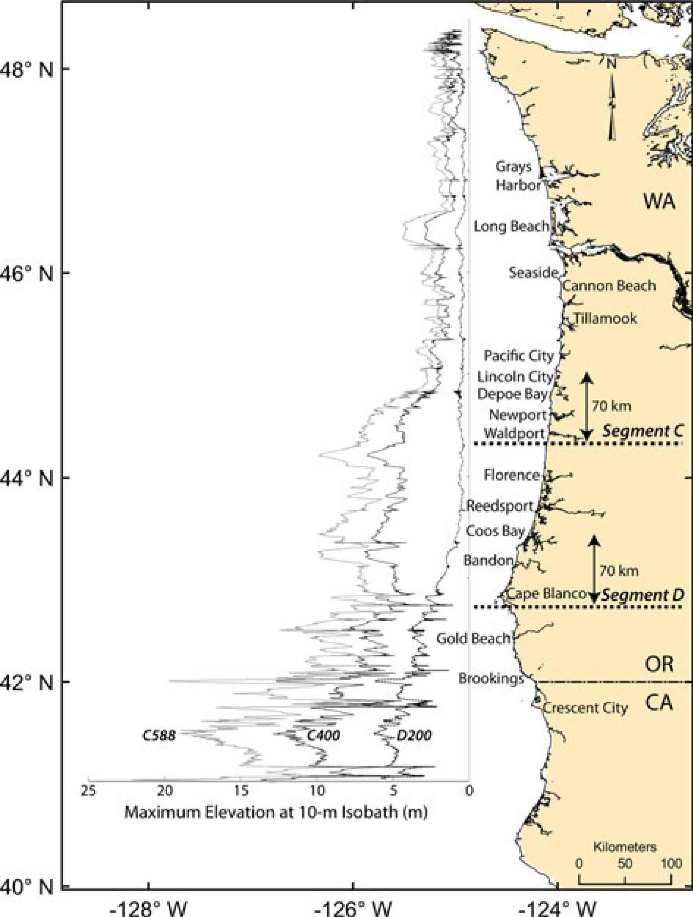 48° N
N
Grays
Harbor
WA
Long Beach
46° N
Seaside
Cannon Beach
Tillamook
Pacific City
Lincoln City
Depoe Bay
70 km
Newport
Waldport
Segment C
44° N
Florence
Reedsport
Coos Bay
Bandon
70 km
Cape Blanco
Segment D
Gold Beach
OR
42° N
Brookings
CA
Crescent City
C588
C400
D200
25 20 15 10 5 0
Maximum Elevation at 10-m Isobath (m)
Kilometers
0 50 100
40° N
-128° W -126° W -124° W